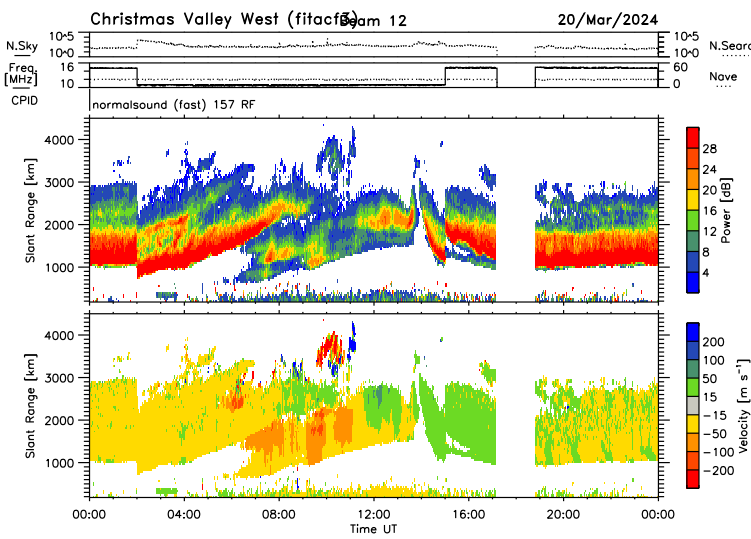 Christmas Valley West (fitacf3) Beam 12 20/Mar/2024
N.Sky 10^5 10^0 10^5 10^0 N.Searc
Freq [MHz] 16 10 60 0 Nave
CPID normalsound (fast) 157 RF
Slant Range [km] 4000 3000 2000 1000
28 24 20 16 12 8 4 Power [dB]
Slant Range [km] 4000 3000 2000 1000
200 100 50 15 -15 -50 -100 -200 Velocity [m s⁻¹]
00:00 04:00 08:00 12:00 16:00 20:00 00:00
Time UT